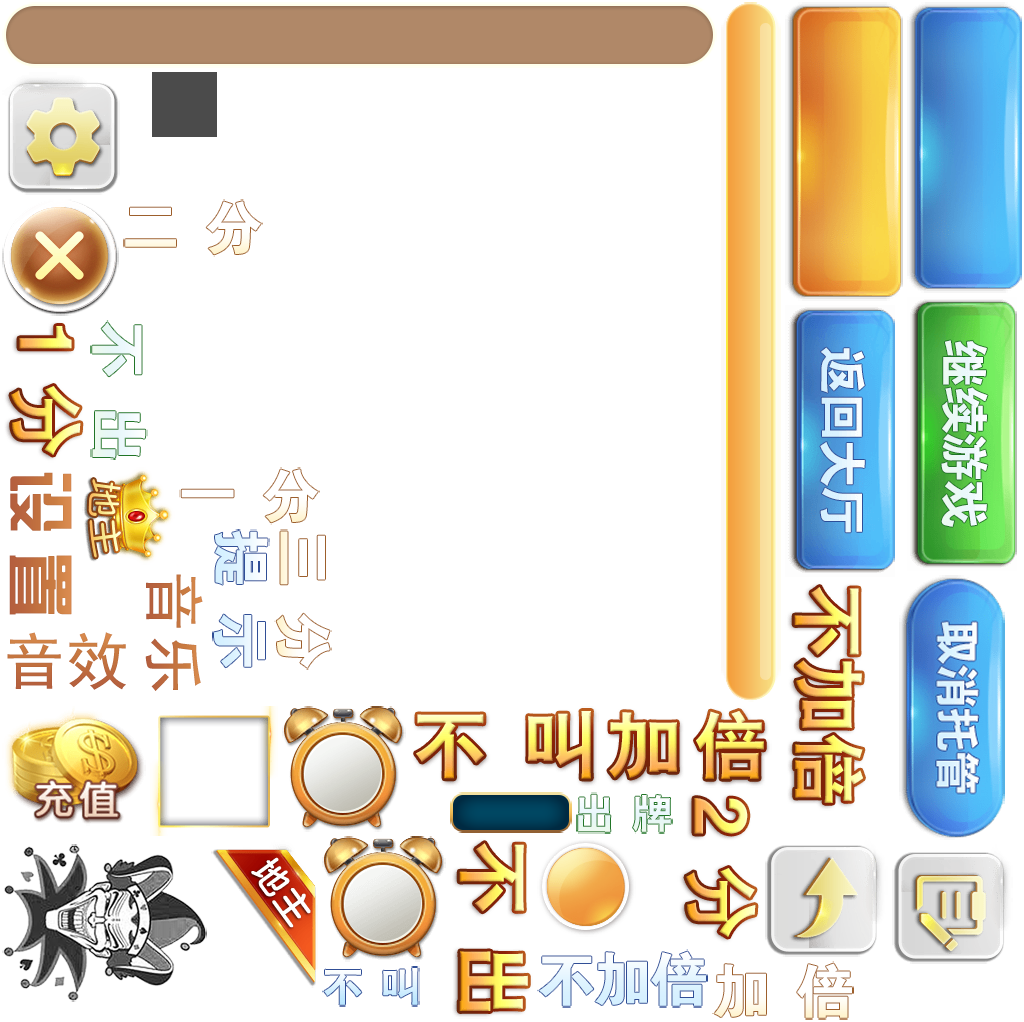 二 分
1分
不出
设置
地主
一 分
提示
三分
音乐
音效
返回大厅
继续游戏
不加倍
取消托管
充值
不 叫
加 倍
出 牌
2分
地主
不出
不 叫
不加倍
加 倍